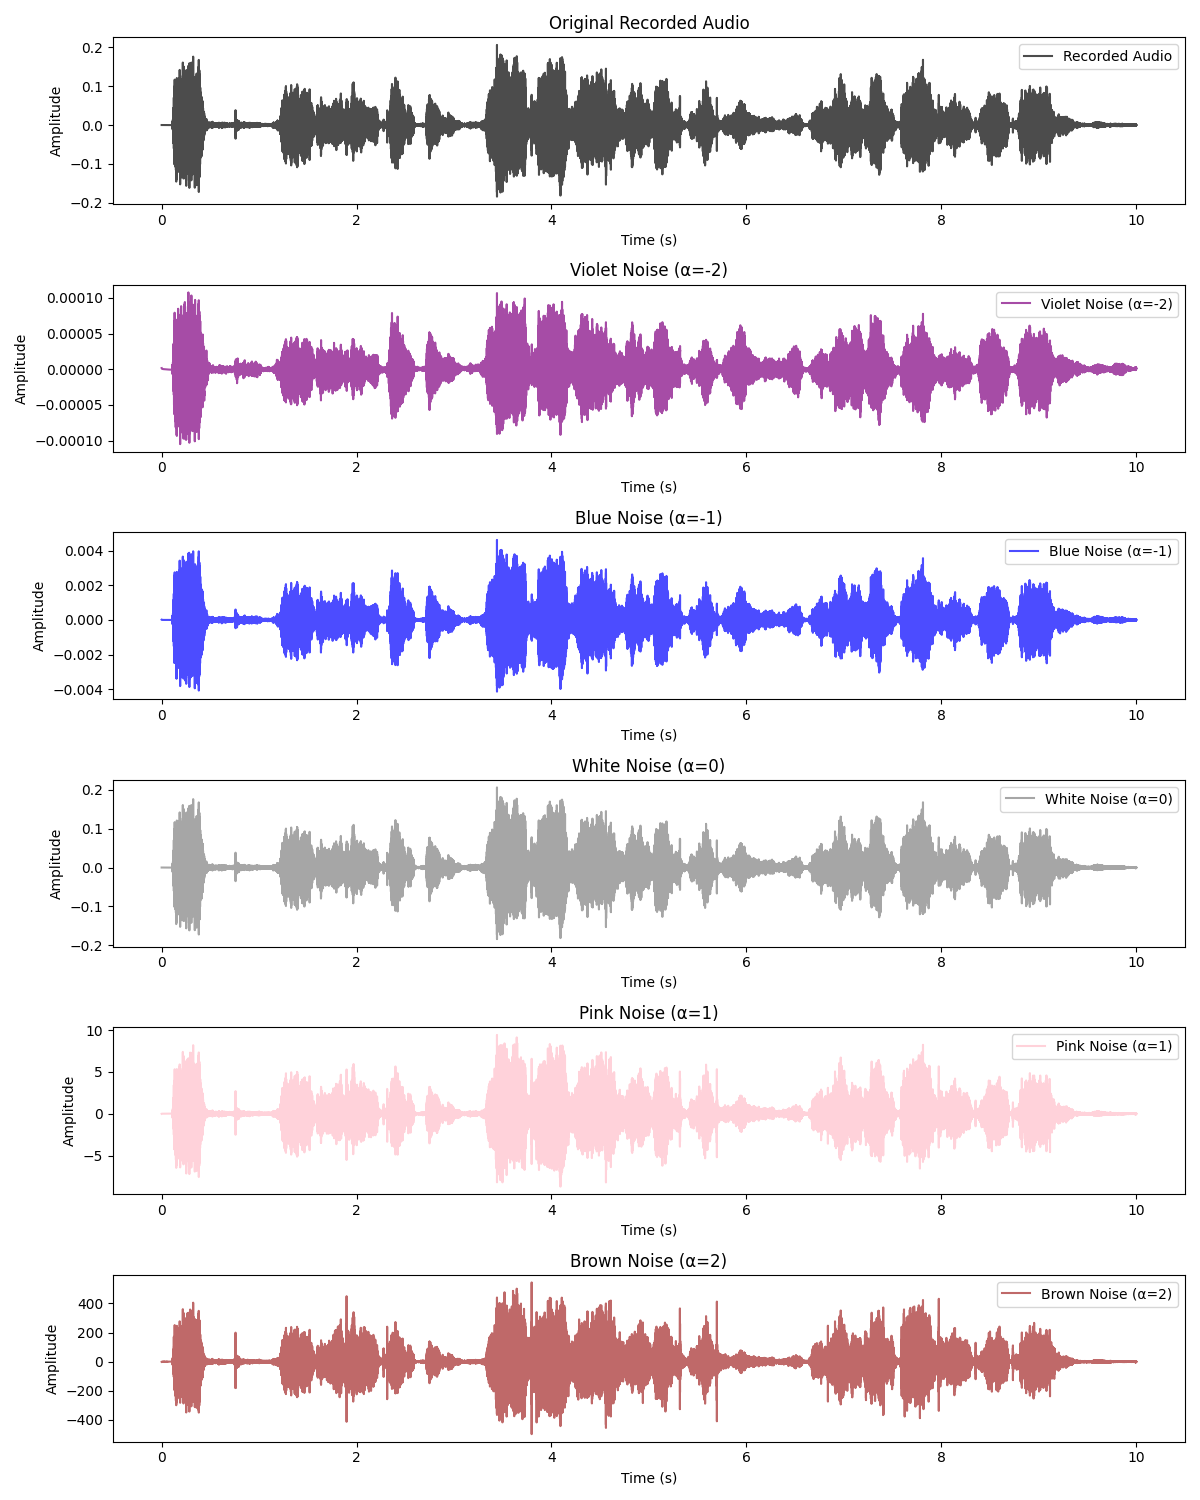 Original Recorded Audio
Recorded Audio
Amplitude
0.2
0.1
0.0
−0.1
−0.2
0 2 4 6 8 10
Time (s)
Violet Noise (α=-2)
Violet Noise (α=-2)
Amplitude
0.00010
0.00005
0.00000
−0.00005
−0.00010
0 2 4 6 8 10
Time (s)
Blue Noise (α=-1)
Blue Noise (α=-1)
Amplitude
0.004
0.002
0.000
−0.002
−0.004
0 2 4 6 8 10
Time (s)
White Noise (α=0)
White Noise (α=0)
Amplitude
0.2
0.1
0.0
−0.1
−0.2
0 2 4 6 8 10
Time (s)
Pink Noise (α=1)
Pink Noise (α=1)
Amplitude
10
5
0
−5
0 2 4 6 8 10
Time (s)
Brown Noise (α=2)
Brown Noise (α=2)
Amplitude
400
200
0
−200
−400
0 2 4 6 8 10
Time (s)